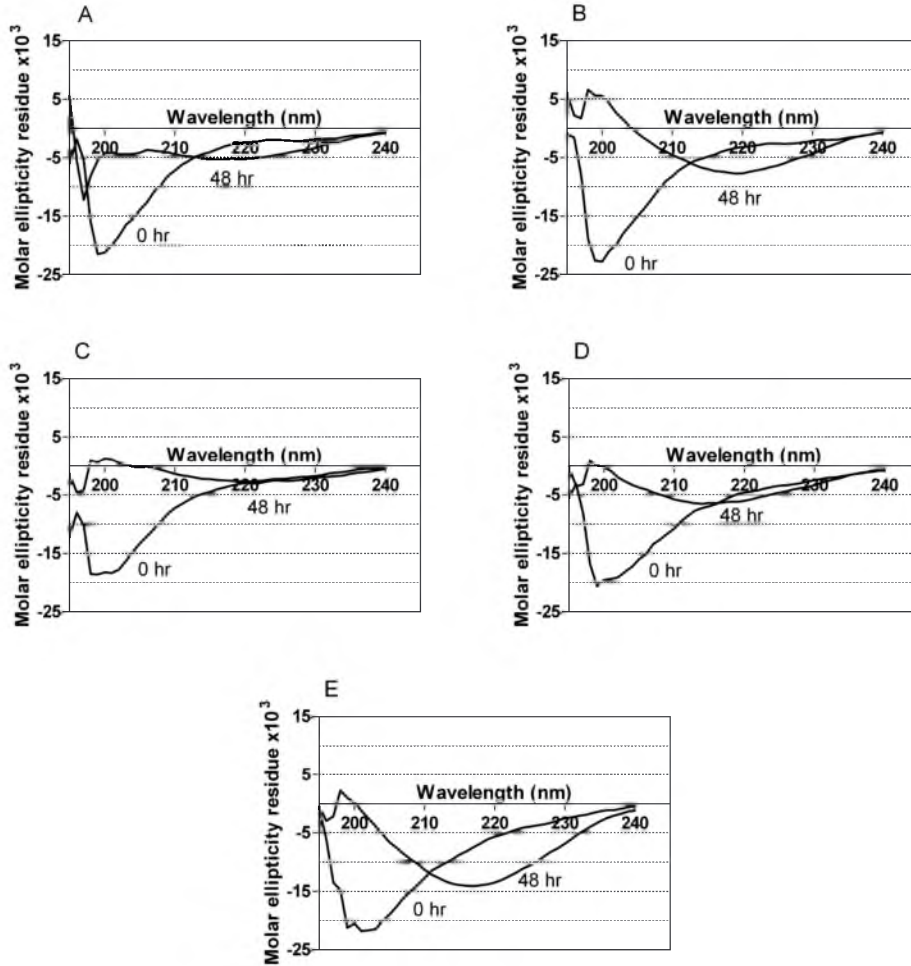 A
Molar ellipticity residue x10³
15
5
-5
-15
-25
Wavelength (nm)
200
210
220
230
240
48 hr
0 hr
B
Molar ellipticity residue x10³
15
5
-5
-15
-25
Wavelength (nm)
200
210
220
230
240
48 hr
0 hr
C
Molar ellipticity residue x10³
15
5
-5
-15
-25
Wavelength (nm)
200
210
220
230
240
48 hr
0 hr
D
Molar ellipticity residue x10³
15
5
-5
-15
-25
Wavelength (nm)
200
210
220
230
240
48 hr
0 hr
E
Molar ellipticity residue x10³
15
5
-5
-15
-25
Wavelength (nm)
200
210
220
230
240
48 hr
0 hr